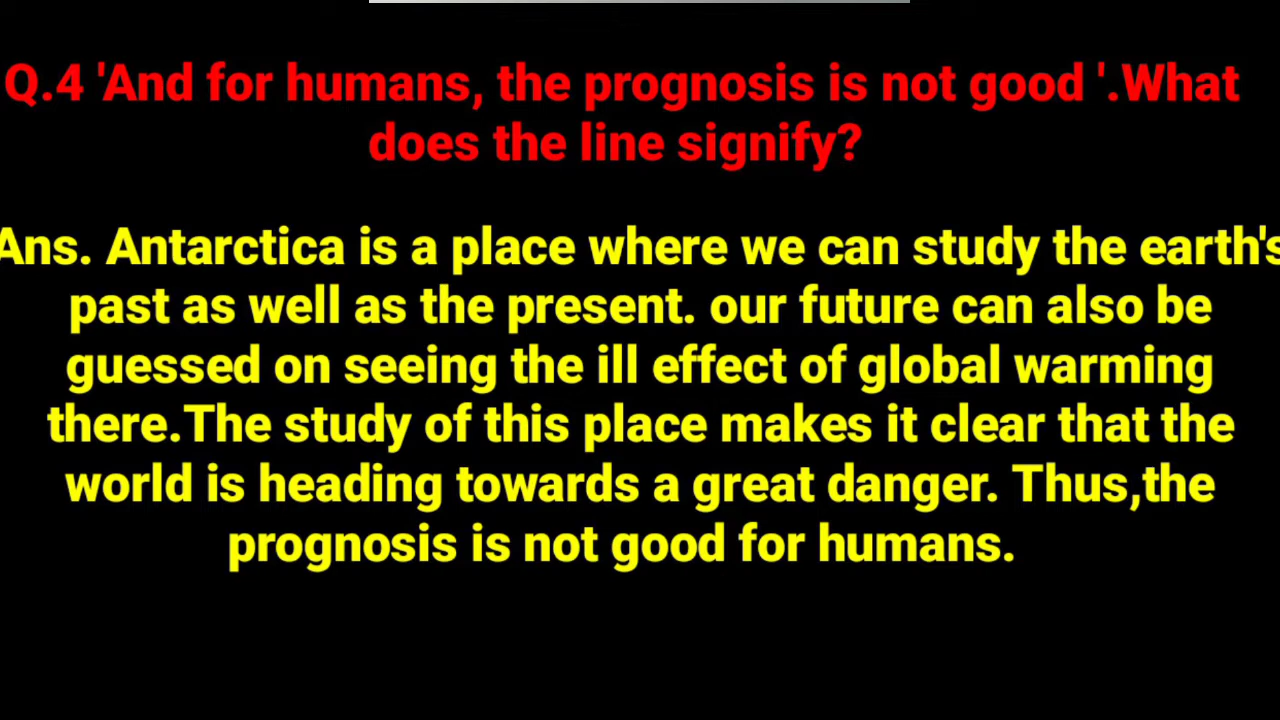 Q.4 'And for humans, the prognosis is not good '.What
does the line signify?
Ans. Antarctica is a place where we can study the earth's
past as well as the present. our future can also be
guessed on seeing the ill effect of global warming
there.The study of this place makes it clear that the
world is heading towards a great danger. Thus,the
prognosis is not good for humans.